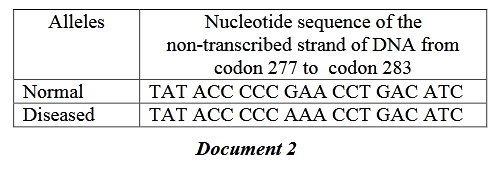 Alleles Nucleotide sequence of the
non-transcribed strand of DNA from
codon 277 to codon 283
Normal TAT ACC CCC GAA CCT GAC ATC
Diseased TAT ACC CCC AAA CCT GAC ATC
Document 2